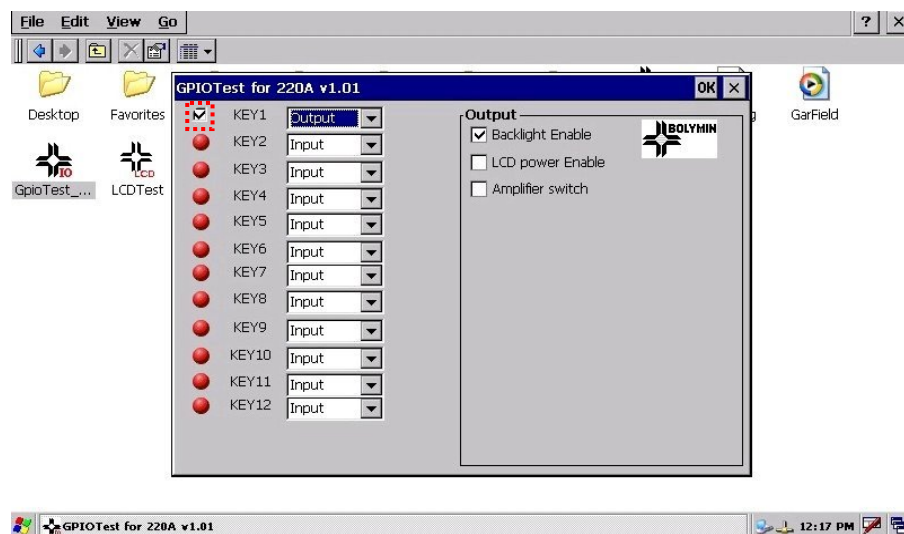 File Edit View Go
?
Desktop
Favorites
GarField
IO
GpioTest_...
LCD
LCDTest
GPIOTest for 220A v1.01
OK
KEY1 Output
KEY2 Input
KEY3 Input
KEY4 Input
KEY5 Input
KEY6 Input
KEY7 Input
KEY8 Input
KEY9 Input
KEY10 Input
KEY11 Input
KEY12 Input
Output
Backlight Enable
LCD power Enable
Amplifier switch
BOLYMIN
GPIOTest for 220A v1.01
12:17 PM